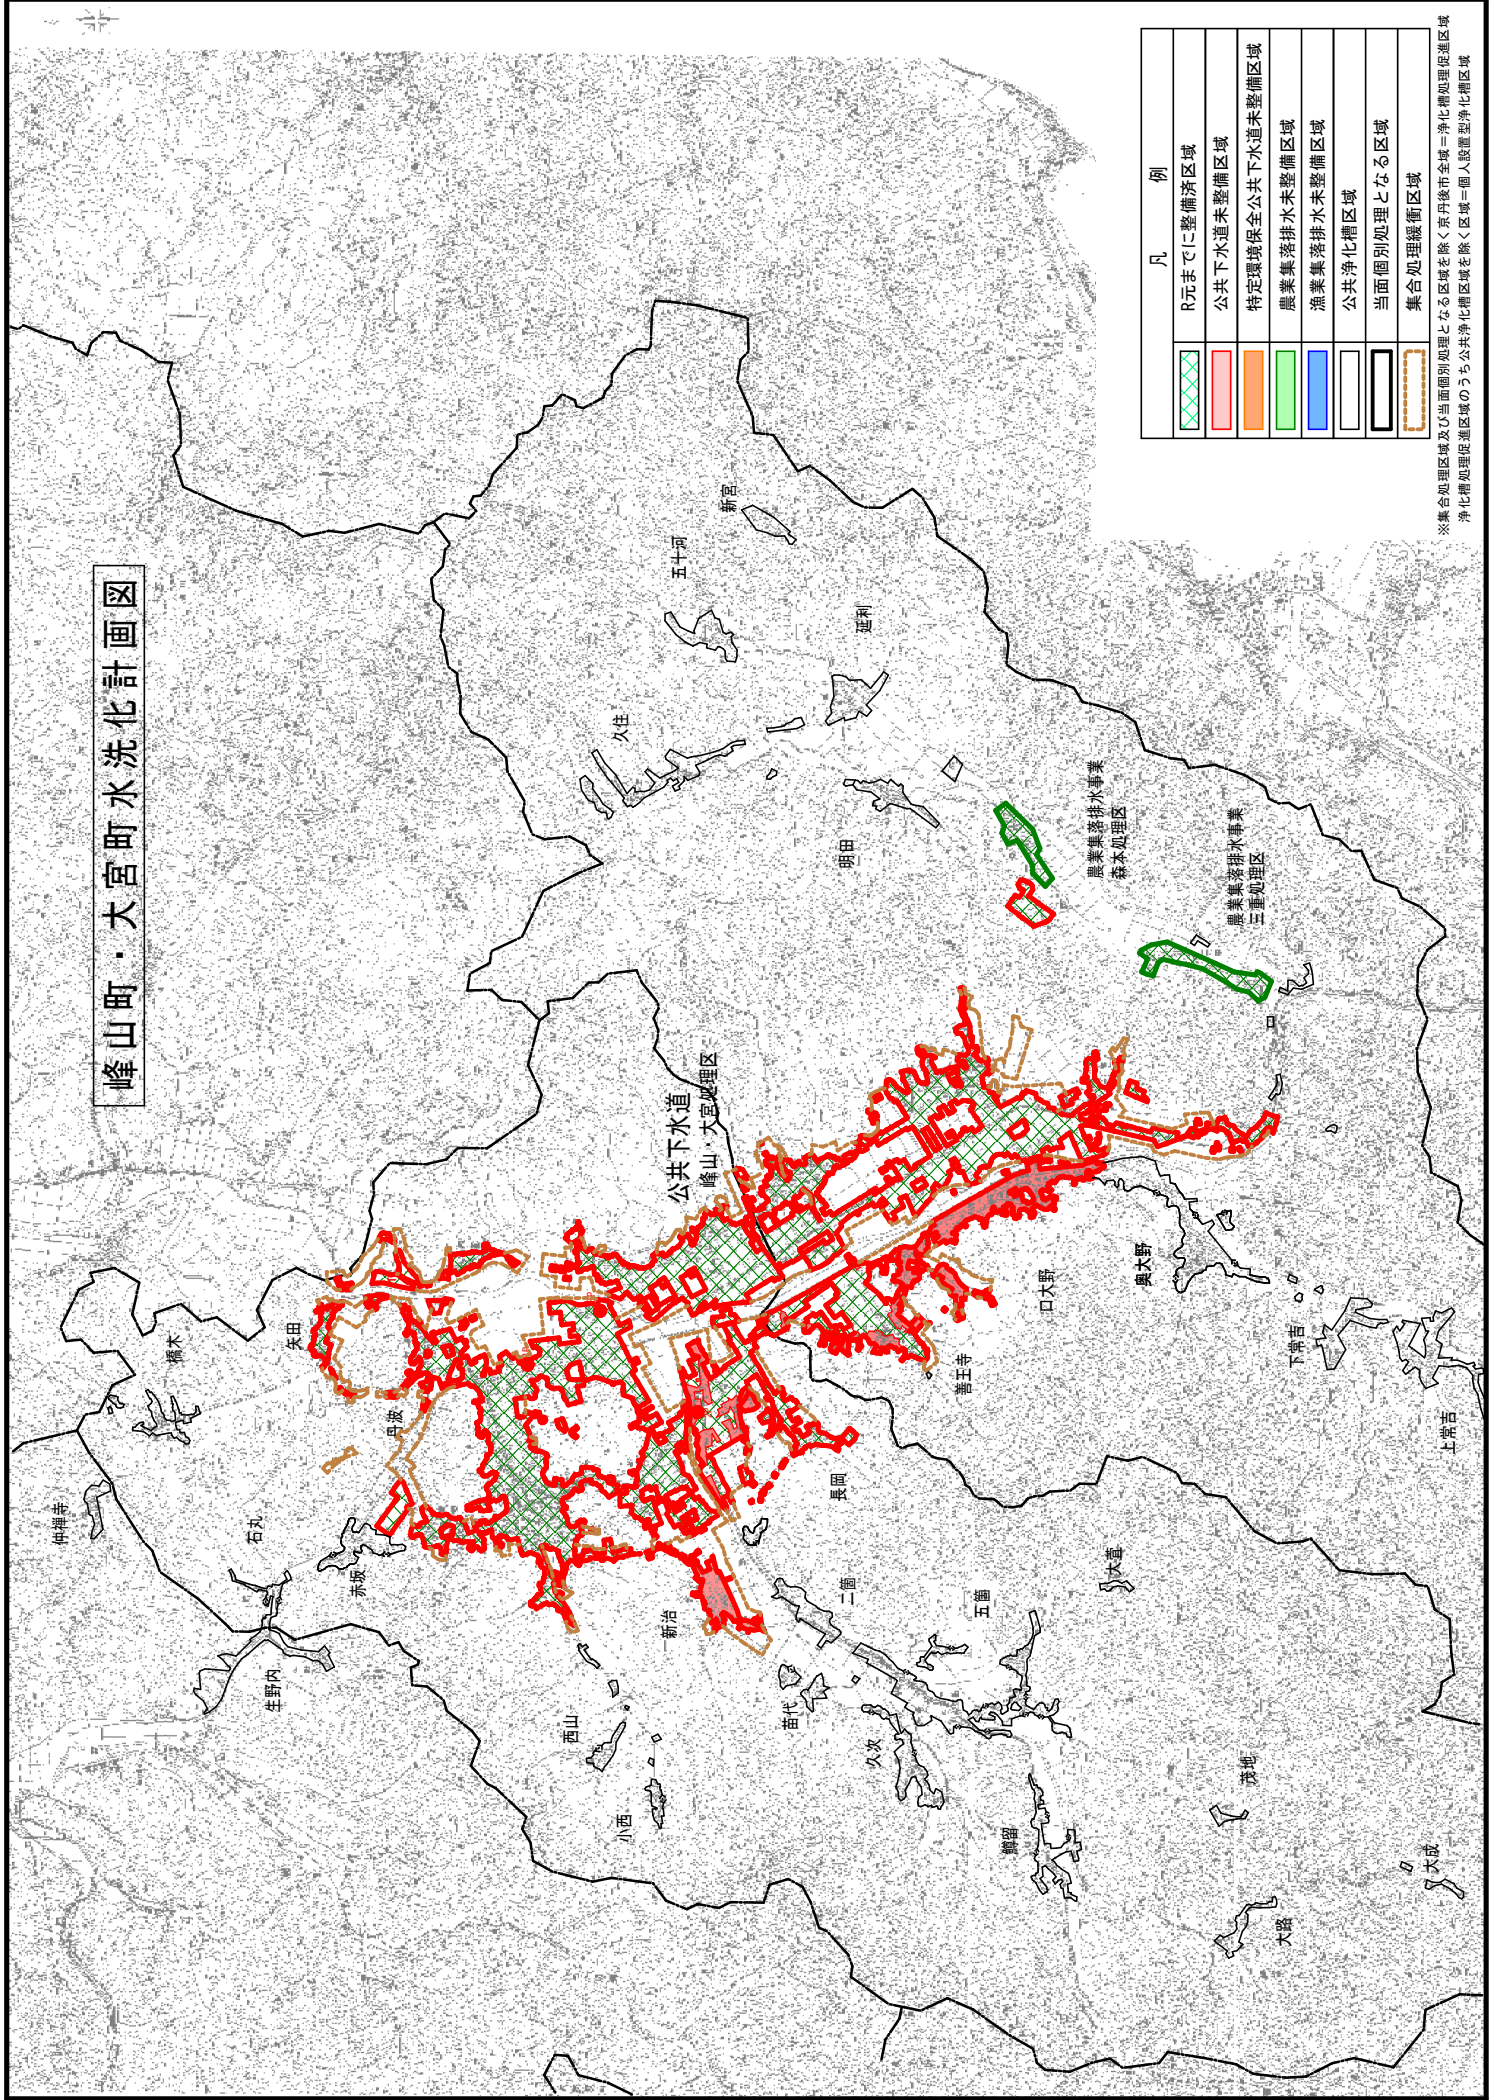 峰山町・大宮町水洗化計画図
凡例
R元までに整備済区域
公共下水道未整備区域
特定環境保全公共下水道未整備区域
農業集落排水未整備区域
漁業集落排水未整備区域
公共浄化槽区域
当面個別処理となる区域
集合処理緩衝区域
※集合処理区域及び当面個別処理となる区域を除く京丹後市全域＝浄化槽処理促進区域
浄化槽処理促進区域のうち公共浄化槽区域を除く区域＝個人設置型浄化槽区域
新宮
五十河
延利
久住
明田
農業集落排水事業
森本処理区
農業集落排水事業
三重処理区
公共下水道
峰山・大宮処理区
口大野
奥大野
善王寺
下常吉
上常吉
矢田
橋木
丹波
仲禅寺
石丸
赤坂
生野内
長岡
新治
二箇
五箇
大葺
西山
苗代
久次
小西
鱒留
茂地
大路
大成